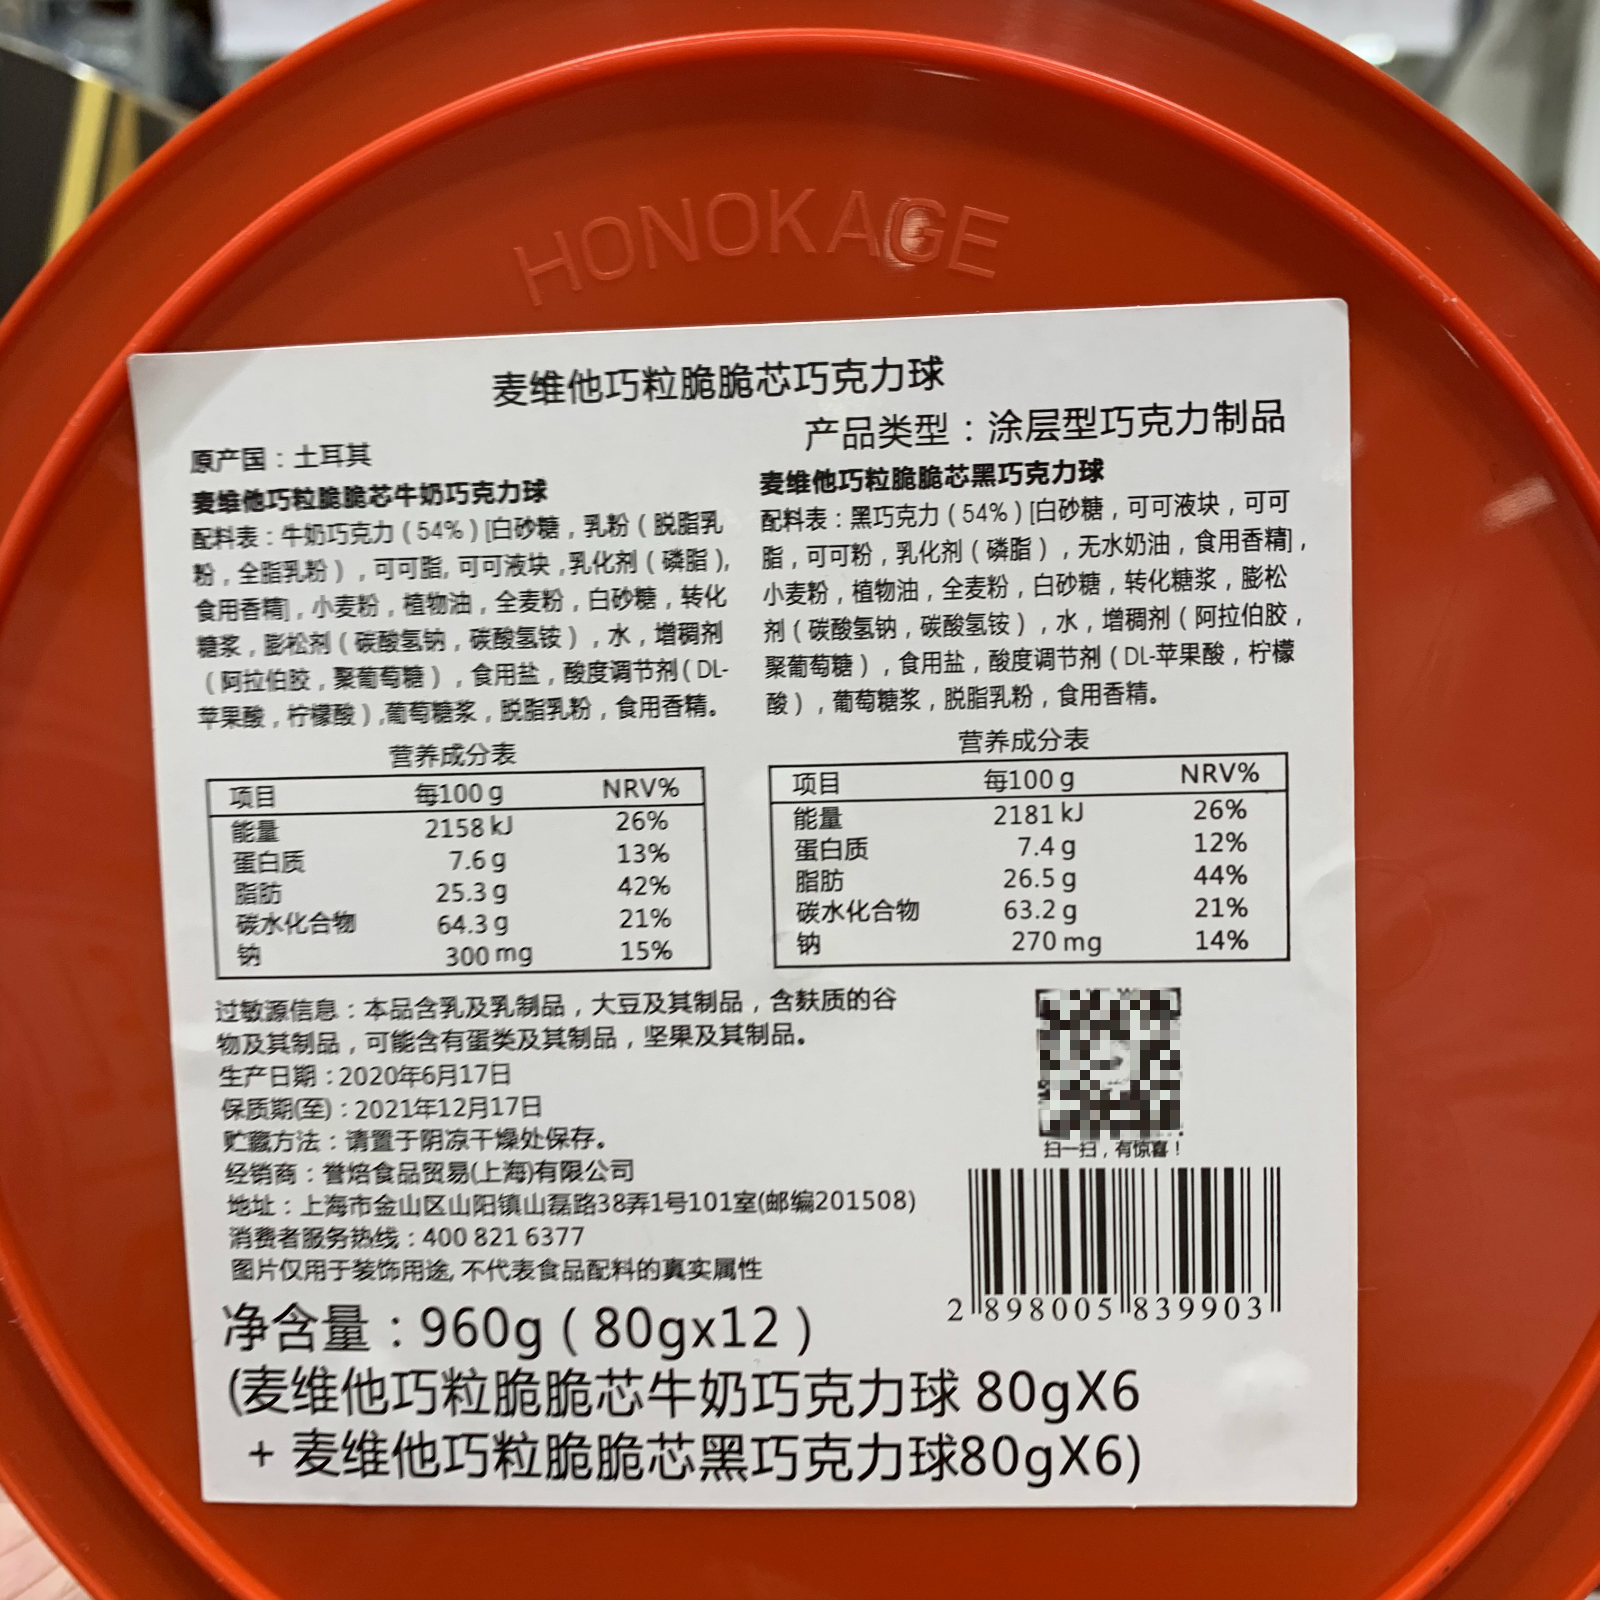 HONOKAGE
麦维他巧粒脆脆芯巧克力球
产品类型：涂层型巧克力制品
原产国：土耳其
麦维他巧粒脆脆芯牛奶巧克力球
配料表：牛奶巧克力（54%）[白砂糖，乳粉（脱脂乳
粉，全脂乳粉），可可脂，可可液块，乳化剂（磷脂），
食用香精]，小麦粉，植物油，全麦粉，白砂糖，转化
糖浆，膨松剂（碳酸氢钠，碳酸氢铵），水，增稠剂
（阿拉伯胶，聚葡萄糖），食用盐，酸度调节剂（DL-
苹果酸，柠檬酸），葡萄糖浆，脱脂乳粉，食用香精。
营养成分表
项目 每100 g NRV%
能量 2158 kJ 26%
蛋白质 7.6 g 13%
脂肪 25.3 g 42%
碳水化合物 64.3 g 21%
钠 300 mg 15%
麦维他巧粒脆脆芯黑巧克力球
配料表：黑巧克力（54%）[白砂糖，可可液块，可可
脂，可可粉，乳化剂（磷脂），无水奶油，食用香精]，
小麦粉，植物油，全麦粉，白砂糖，转化糖浆，膨松
剂（碳酸氢钠，碳酸氢铵），水，增稠剂（阿拉伯胶，
聚葡萄糖），食用盐，酸度调节剂（DL-苹果酸，柠檬
酸），葡萄糖浆，脱脂乳粉，食用香精。
营养成分表
项目 每100 g NRV%
能量 2181 kJ 26%
蛋白质 7.4 g 12%
脂肪 26.5 g 44%
碳水化合物 63.2 g 21%
钠 270 mg 14%
过敏源信息：本品含乳及乳制品，大豆及其制品，含麸质的谷
物及其制品，可能含有蛋类及其制品，坚果及其制品。
生产日期：2020年6月17日
保质期(至)：2021年12月17日
贮藏方法：请置于阴凉干燥处保存。
经销商：誉焙食品贸易(上海)有限公司
地址：上海市金山区山阳镇山磊路38弄1号101室(邮编201508)
消费者服务热线：400 821 6377
图片仅用于装饰用途, 不代表食品配料的真实属性
扫一扫，有惊喜！
2 898005 839903
净含量：960g（80gx12）
(麦维他巧粒脆脆芯牛奶巧克力球 80gX6
+ 麦维他巧粒脆脆芯黑巧克力球80gX6)